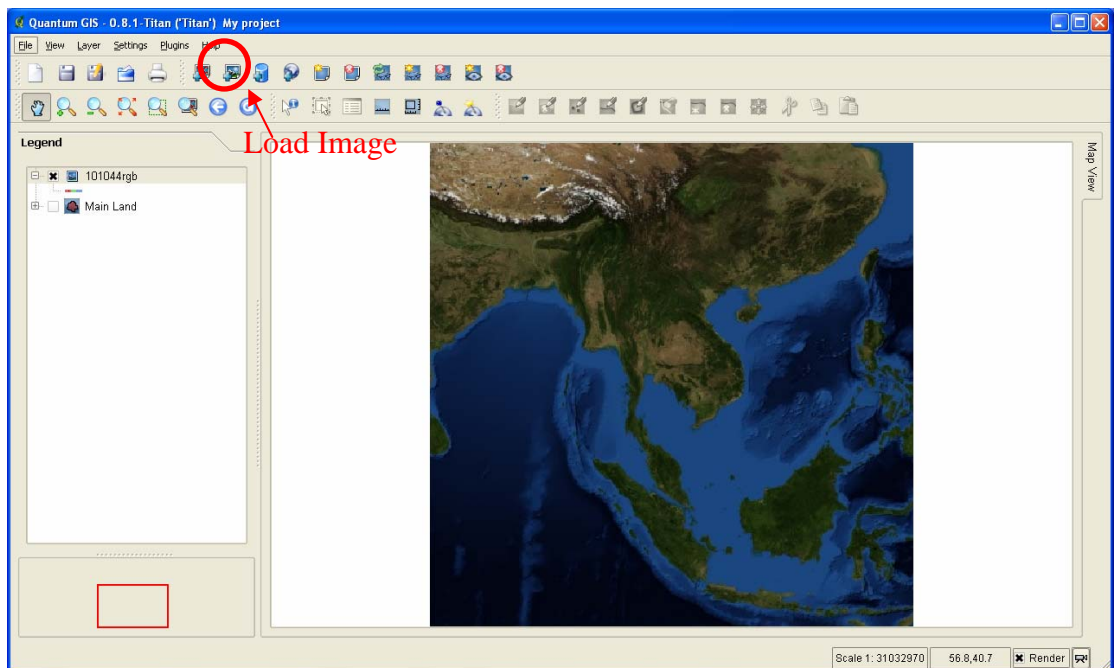 Quantum GIS - 0.8.1-Titan ('Titan') My project
File View Layer Settings Plugins Help
Load Image
Legend
101044rgb
Main Land
Map View
Scale 1: 31032970 56.8,40.7 Render